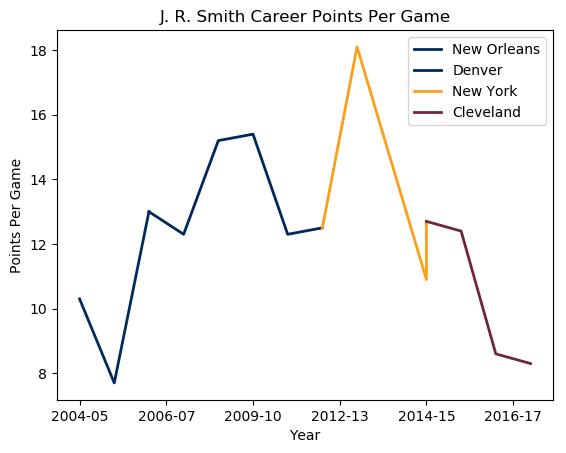 J. R. Smith Career Points Per Game
New Orleans
Denver
New York
Cleveland
Points Per Game
18
16
14
12
10
8
2004-05 2006-07 2009-10 2012-13 2014-15 2016-17
Year